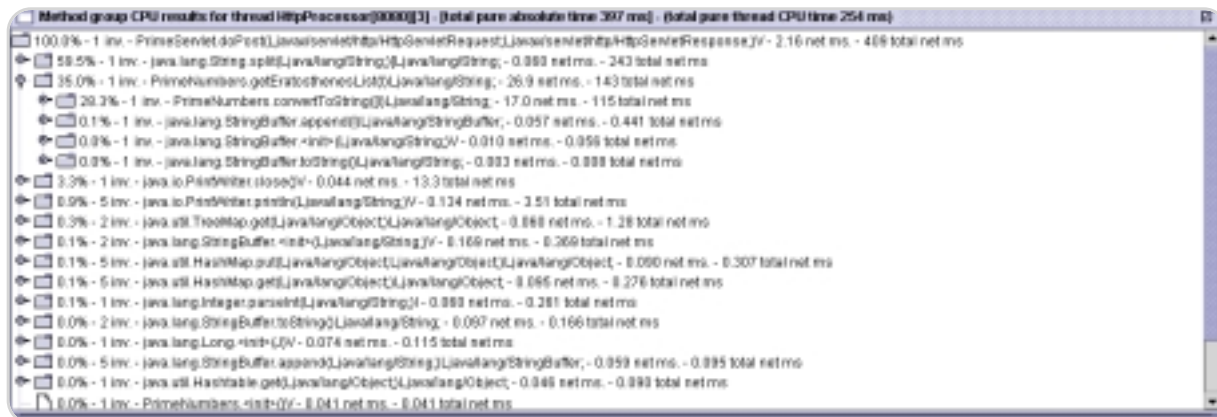 Method group CPU results for thread HttpProcessor[8080][3] - (total pure absolute time 397 ms) - (total pure thread CPU time 254 ms)
100.0% - 1 inv. - PrimeServlet.doPost(Ljavax/servlet/http/HttpServletRequest;Ljavax/servlet/http/HttpServletResponse;)V - 2.16 net ms. - 409 total net ms
59.5% - 1 inv. - java.lang.String.split(Ljava/lang/String;)[Ljava/lang/String; - 0.060 net ms. - 243 total net ms
35.0% - 1 inv. - PrimeNumbers.getEratosthenesList(I)Ljava/lang/String; - 26.9 net ms. - 143 total net ms
28.3% - 1 inv. - PrimeNumbers.convertToString([I)Ljava/lang/String; - 17.0 net ms. - 115 total net ms
0.1% - 1 inv. - java.lang.StringBuffer.append(I)Ljava/lang/StringBuffer; - 0.057 net ms. - 0.441 total net ms
0.0% - 1 inv. - java.lang.StringBuffer.<init>(Ljava/lang/String;)V - 0.010 net ms. - 0.056 total net ms
0.0% - 1 inv. - java.lang.StringBuffer.toString()Ljava/lang/String; - 0.003 net ms. - 0.008 total net ms
3.3% - 1 inv. - java.io.PrintWriter.close()V - 0.044 net ms. - 13.3 total net ms
0.9% - 5 inv. - java.io.PrintWriter.println(Ljava/lang/String;)V - 0.134 net ms. - 3.51 total net ms
0.3% - 2 inv. - java.util.TreeMap.get(Ljava/lang/Object;)Ljava/lang/Object; - 0.060 net ms. - 1.28 total net ms
0.1% - 2 inv. - java.lang.StringBuffer.<init>(Ljava/lang/String;)V - 0.169 net ms. - 0.369 total net ms
0.1% - 5 inv. - java.util.HashMap.put(Ljava/lang/Object;Ljava/lang/Object;)Ljava/lang/Object; - 0.090 net ms. - 0.307 total net ms
0.1% - 6 inv. - java.util.HashMap.get(Ljava/lang/Object;)Ljava/lang/Object; - 0.095 net ms. - 0.276 total net ms
0.1% - 1 inv. - java.lang.Integer.parseInt(Ljava/lang/String;)I - 0.060 net ms. - 0.261 total net ms
0.0% - 2 inv. - java.lang.StringBuffer.toString()Ljava/lang/String; - 0.097 net ms. - 0.166 total net ms
0.0% - 1 inv. - java.lang.Long.<init>(J)V - 0.074 net ms. - 0.115 total net ms
0.0% - 5 inv. - java.lang.StringBuffer.append(Ljava/lang/String;)Ljava/lang/StringBuffer; - 0.059 net ms. - 0.095 total net ms
0.0% - 1 inv. - java.util.Hashtable.get(Ljava/lang/Object;)Ljava/lang/Object; - 0.046 net ms. - 0.090 total net ms
0.0% - 1 inv. - PrimeNumbers.<init>()V - 0.041 net ms. - 0.041 total net ms